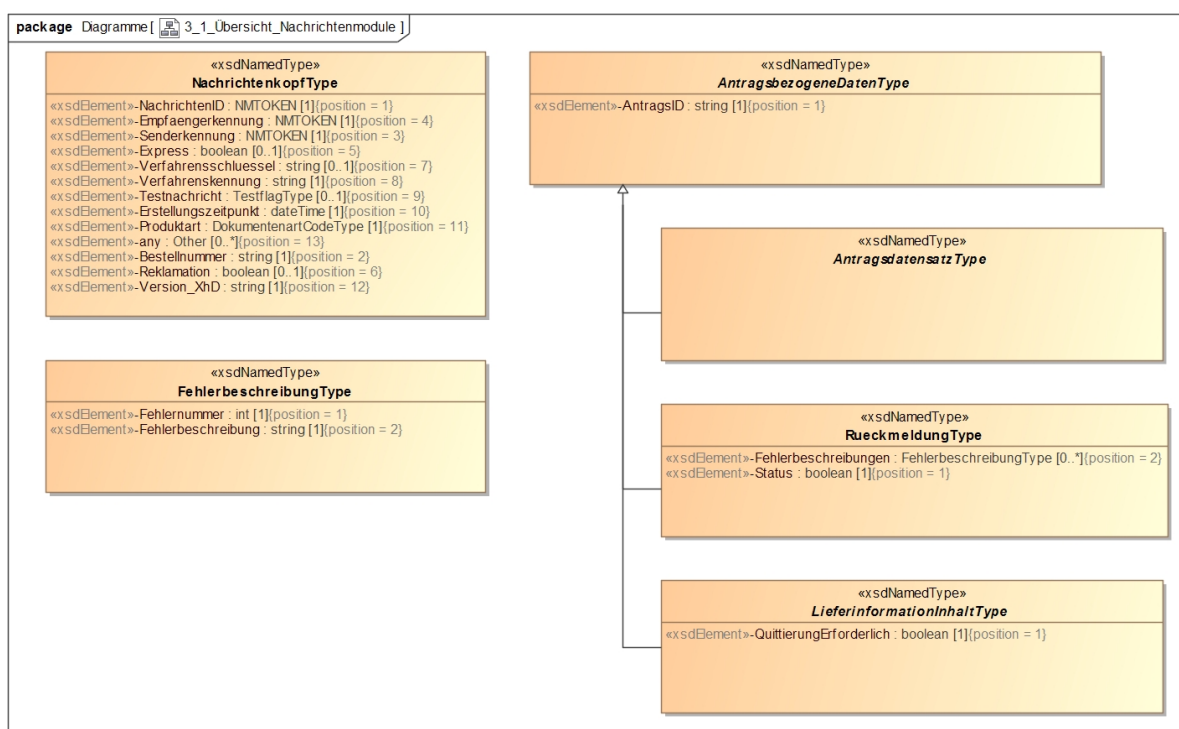 package Diagramme [ 3_1_Übersicht_Nachrichtenmodule ]
«xsdNamedType»
NachrichtenkopfType
«xsdElement»-NachrichtenID : NMTOKEN [1]{position = 1}
«xsdElement»-Empfaengerkennung : NMTOKEN [1]{position = 4}
«xsdElement»-Senderkennung : NMTOKEN [1]{position = 3}
«xsdElement»-Express : boolean [0..1]{position = 5}
«xsdElement»-Verfahrensschluessel : string [0..1]{position = 7}
«xsdElement»-Verfahrenskennung : string [1]{position = 8}
«xsdElement»-Testnachricht : TestflagType [0..1]{position = 9}
«xsdElement»-Erstellungszeitpunkt : dateTime [1]{position = 10}
«xsdElement»-Produktart : DokumentenartCodeType [1]{position = 11}
«xsdElement»-any : Other [0..*]{position = 13}
«xsdElement»-Bestellnummer : string [1]{position = 2}
«xsdElement»-Reklamation : boolean [0..1]{position = 6}
«xsdElement»-Version_XhD : string [1]{position = 12}
«xsdNamedType»
FehlerbeschreibungType
«xsdElement»-Fehlernummer : int [1]{position = 1}
«xsdElement»-Fehlerbeschreibung : string [1]{position = 2}
«xsdNamedType»
AntragsbezogeneDatenType
«xsdElement»-AntragsID : string [1]{position = 1}
«xsdNamedType»
AntragsdatensatzType
«xsdNamedType»
RueckmeldungType
«xsdElement»-Fehlerbeschreibungen : FehlerbeschreibungType [0..*]{position = 2}
«xsdElement»-Status : boolean [1]{position = 1}
«xsdNamedType»
LieferinformationInhaltType
«xsdElement»-QuittierungErforderlich : boolean [1]{position = 1}